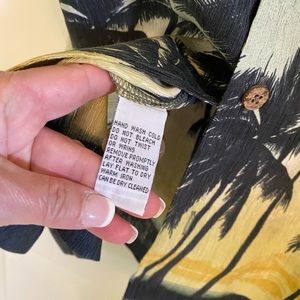 HAND WASH COLD
DO NOT BLEACH
DO NOT TWIST
OR WRING
REMOVE PROMPTLY
AFTER WASHING
LAY FLAT TO DRY
WARM IRON
CAN BE DRY CLEANED